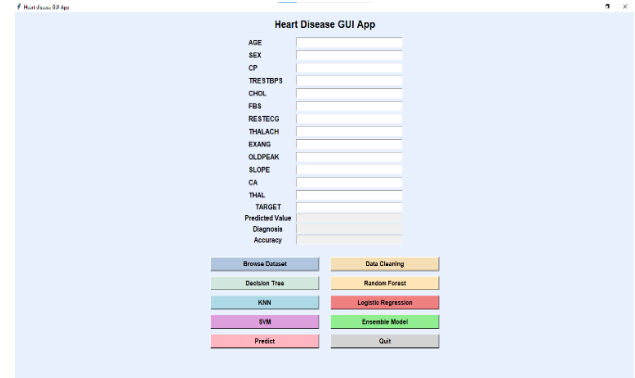 Heart disease GUI App
Heart Disease GUI App
AGE
SEX
CP
TRESTBPS
CHOL
FBS
RESTECG
THALACH
EXANG
OLDPEAK
SLOPE
CA
THAL
TARGET
Predicted Value
Diagnosis
Accuracy
Browse Dataset Data Cleaning
Decision Tree Random Forest
KNN Logistic Regression
SVM Ensemble Model
Predict Quit